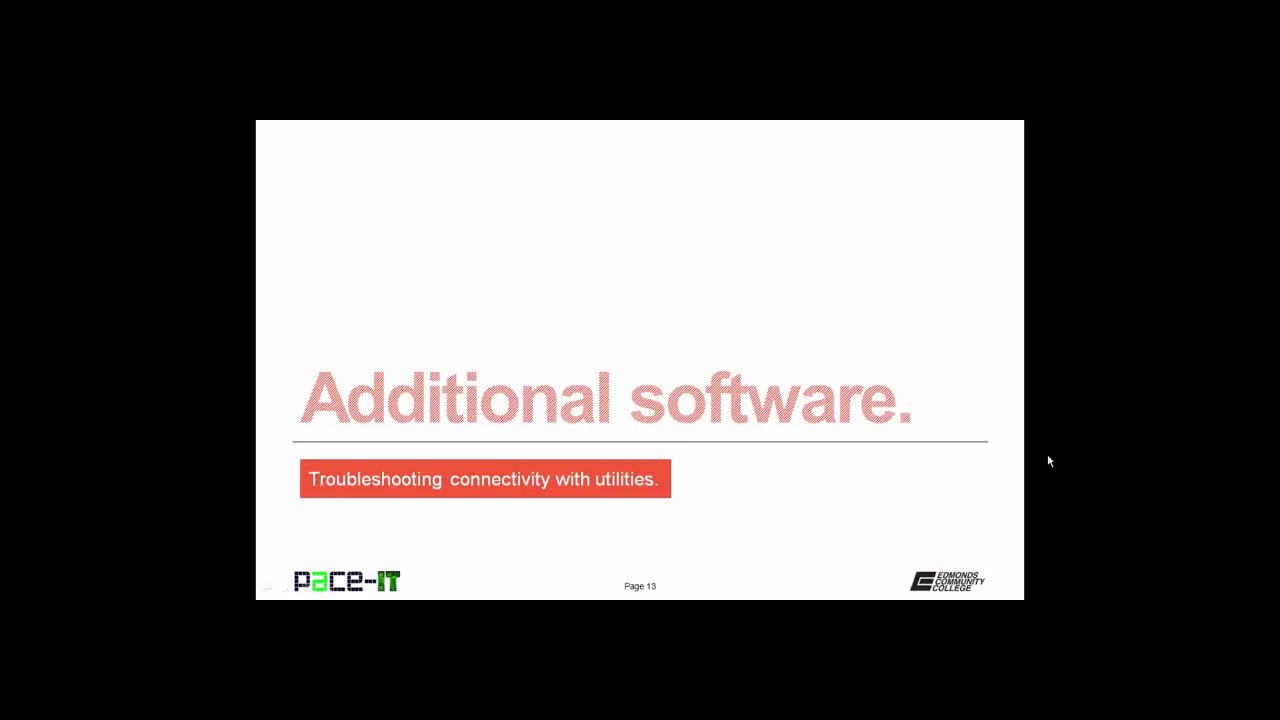 Additional software.
Troubleshooting connectivity with utilities.
pace-IT
Page 13
EDMONDS
COMMUNITY
COLLEGE